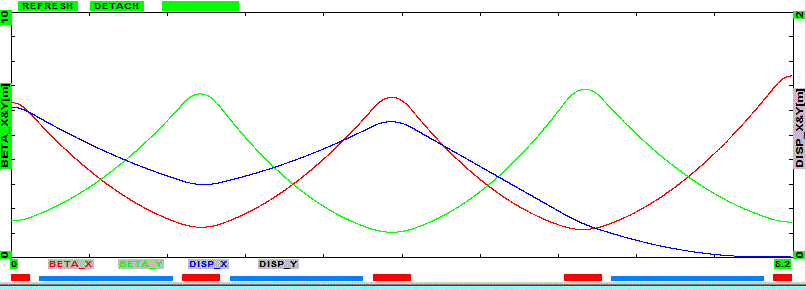 REFRESH DETACH
10 2
BETA_X&Y[m] DISP_X&Y[m]
0 0
0 BETA_X BETA_Y DISP_X DISP_Y 8.2